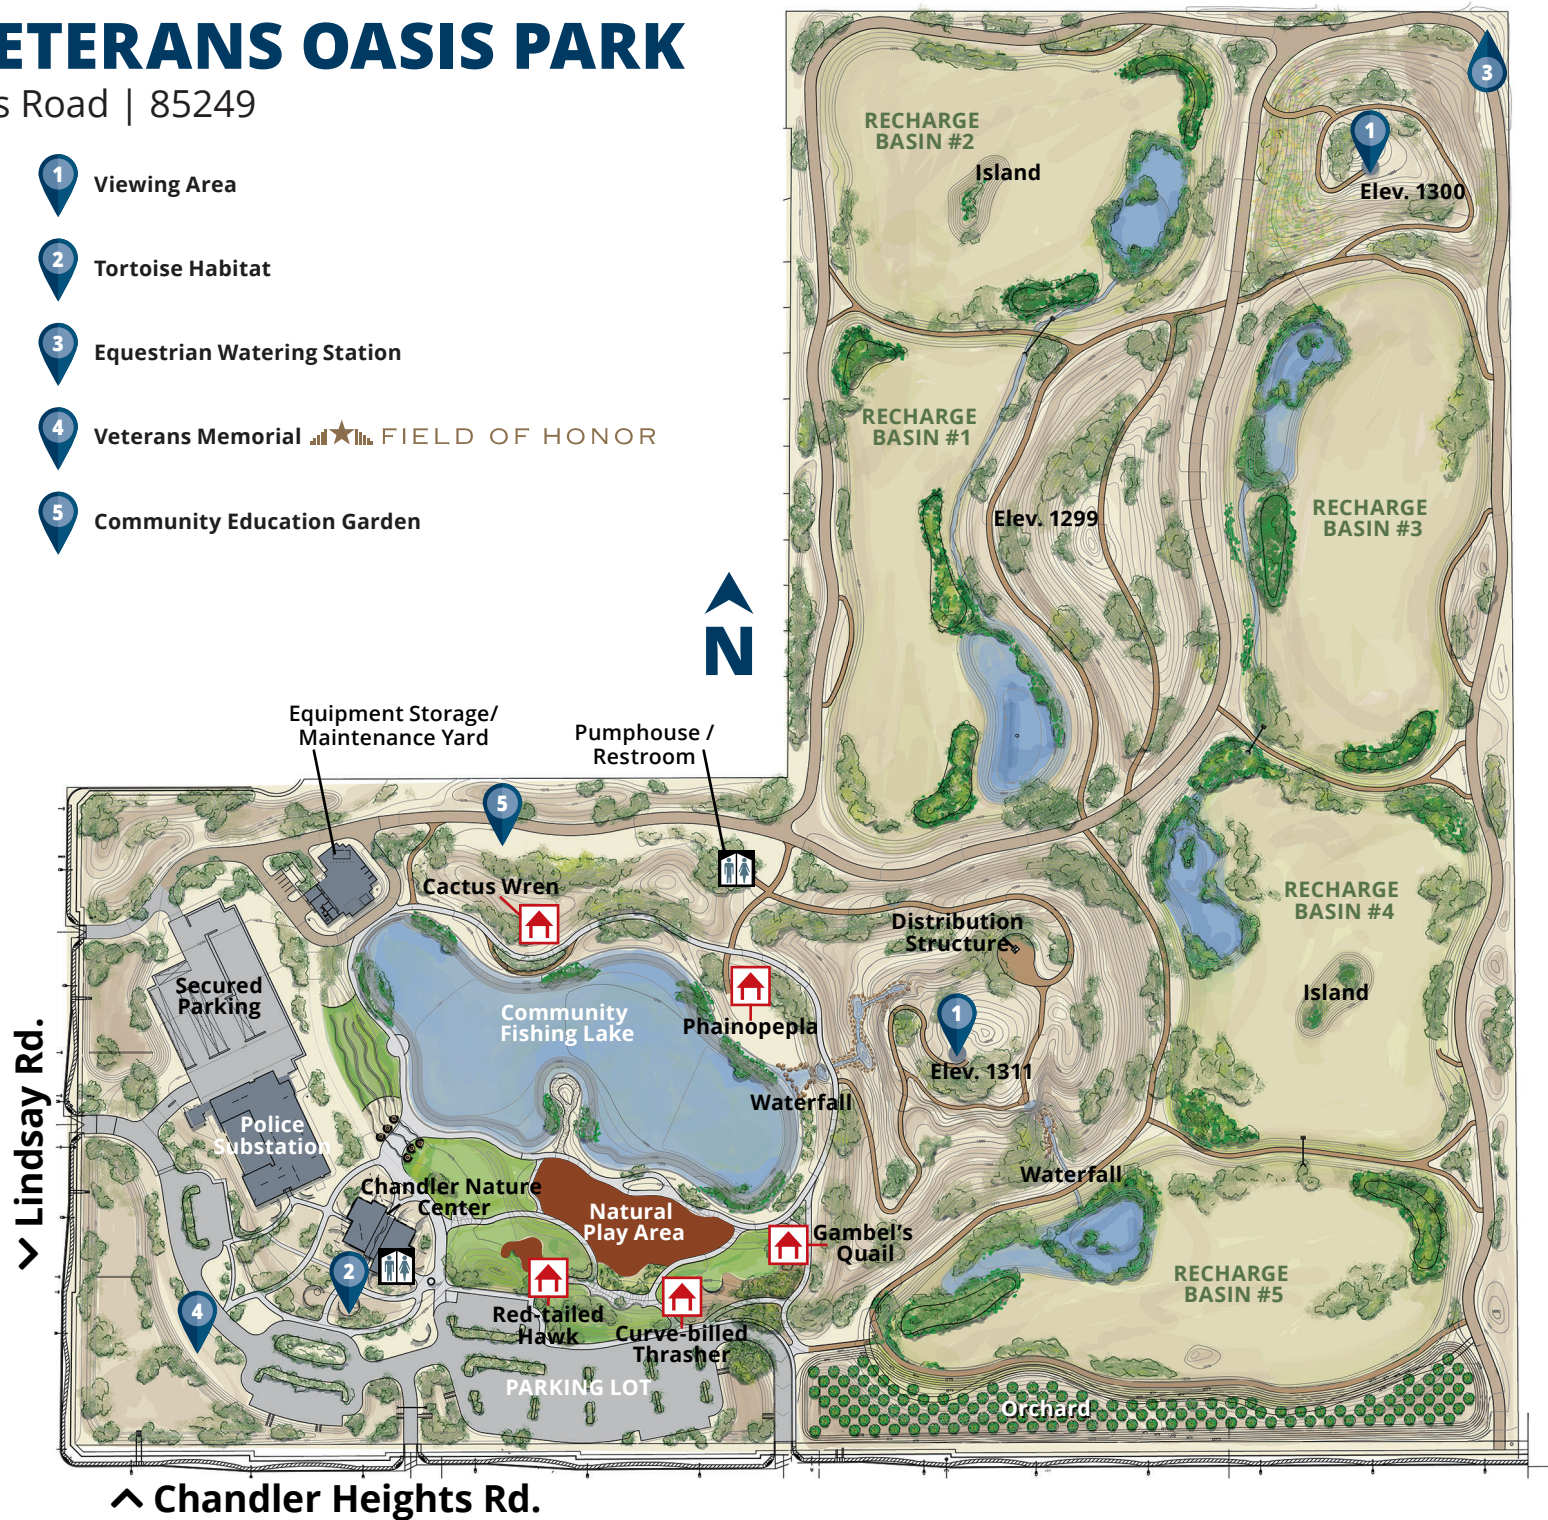 ETERANS OASIS PARK
s Road | 85249
1 Viewing Area
2 Tortoise Habitat
3 Equestrian Watering Station
4 Veterans Memorial FIELD OF HONOR
5 Community Education Garden
N
3
1
Elev. 1300
RECHARGE
BASIN #2
Island
RECHARGE
BASIN #1
Elev. 1299
RECHARGE
BASIN #3
Equipment Storage/
Maintenance Yard
Pumphouse /
Restroom
5
Cactus Wren
Distribution
Structure
RECHARGE
BASIN #4
Island
Secured
Parking
Community
Fishing Lake
Phainopepla
1
Elev. 1311
Waterfall
Police
Substation
Waterfall
Chandler Nature
Center
Natural
Play Area
Gambel's
Quail
2
4
Red-tailed
Hawk
Curve-billed
Thrasher
RECHARGE
BASIN #5
PARKING LOT
Orchard
Lindsay Rd.
Chandler Heights Rd.